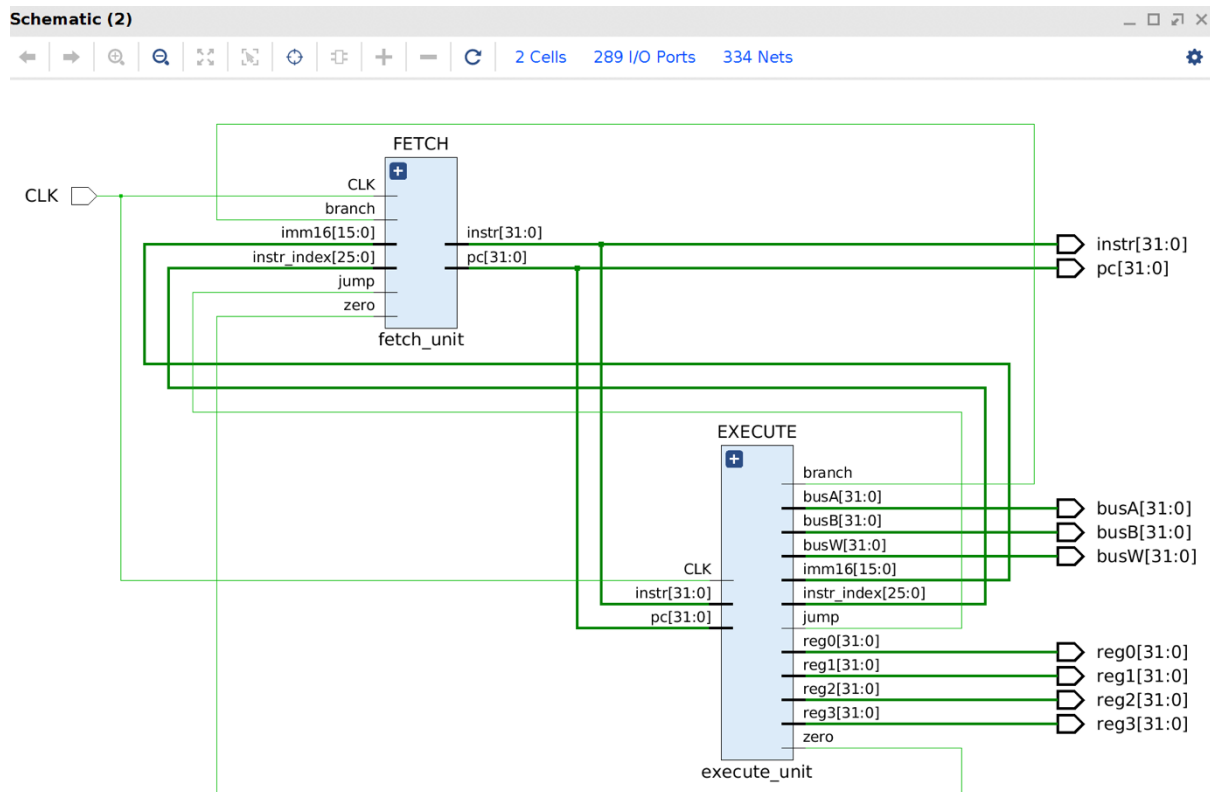 Schematic (2)
2 Cells 289 I/O Ports 334 Nets
FETCH
CLK
CLK
branch
imm16[15:0]
instr_index[25:0]
jump
zero
instr[31:0]
pc[31:0]
fetch_unit
instr[31:0]
pc[31:0]
EXECUTE
CLK
instr[31:0]
pc[31:0]
branch
busA[31:0]
busB[31:0]
busW[31:0]
imm16[15:0]
instr_index[25:0]
jump
reg0[31:0]
reg1[31:0]
reg2[31:0]
reg3[31:0]
zero
execute_unit
busA[31:0]
busB[31:0]
busW[31:0]
reg0[31:0]
reg1[31:0]
reg2[31:0]
reg3[31:0]